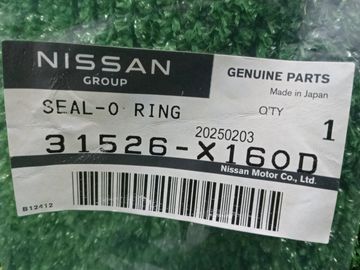 NISSAN
GROUP
GENUINE PARTS
Made in Japan
SEAL-O RING
Q'TY
1
20250203
31526-X160D
Nissan Motor Co., Ltd.
B12412